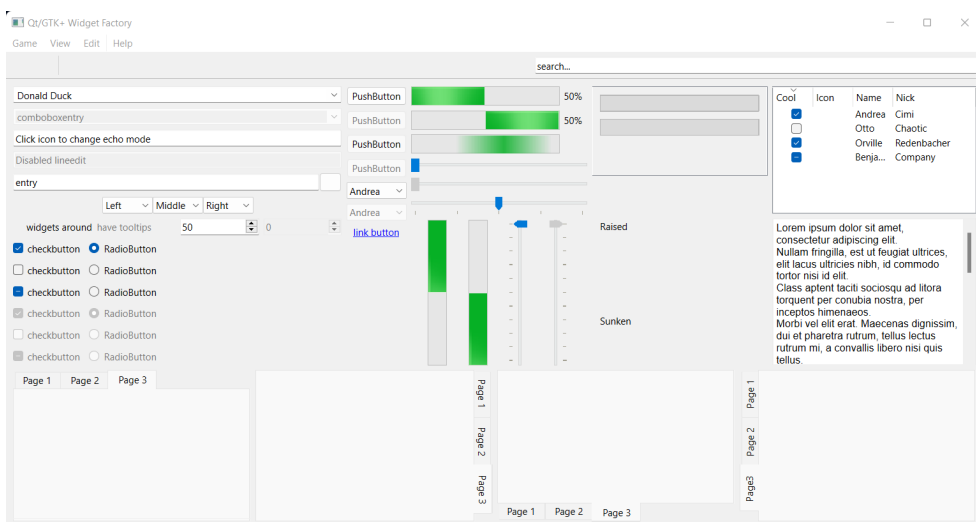 Qt/GTK+ Widget Factory
Game View Edit Help
search...
Donald Duck
comboboxentry
Click icon to change echo mode
Disabled lineedit
entry
Left Middle Right
widgets around have tooltips 50 0
checkbutton RadioButton
checkbutton RadioButton
checkbutton RadioButton
checkbutton RadioButton
checkbutton RadioButton
checkbutton RadioButton
PushButton 50%
PushButton 50%
PushButton
PushButton
Andrea
Andrea
link button
Raised
Sunken
Cool Icon Name Nick
Andrea Cimi
Otto Chaotic
Orville Redenbacher
Benja... Company
Lorem ipsum dolor sit amet,
consectetur adipiscing elit.
Nullam fringilla, est ut feugiat ultrices,
elit lacus ultricies nibh, id commodo
tortor nisi id elit.
Class aptent taciti sociosqu ad litora
torquent per conubia nostra, per
inceptos himenaeos.
Morbi vel elit erat. Maecenas dignissim,
dui et pharetra rutrum, tellus lectus
rutrum mi, a convallis libero nisi quis
tellus.
Page 1 Page 2 Page 3
Page 1
Page 2
Page 3
Page 1 Page 2 Page 3
Page 1
Page 2
Page3